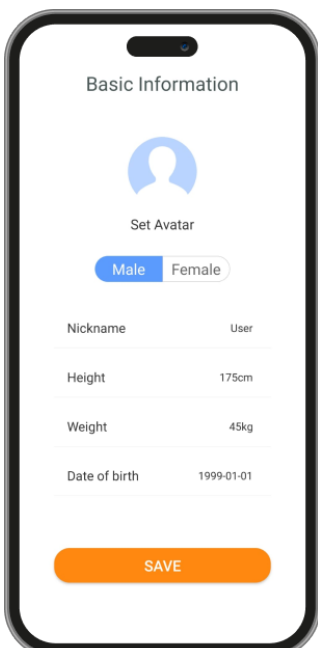 Basic Information
Set Avatar
Male Female
Nickname User
Height 175cm
Weight 45kg
Date of birth 1999-01-01
SAVE